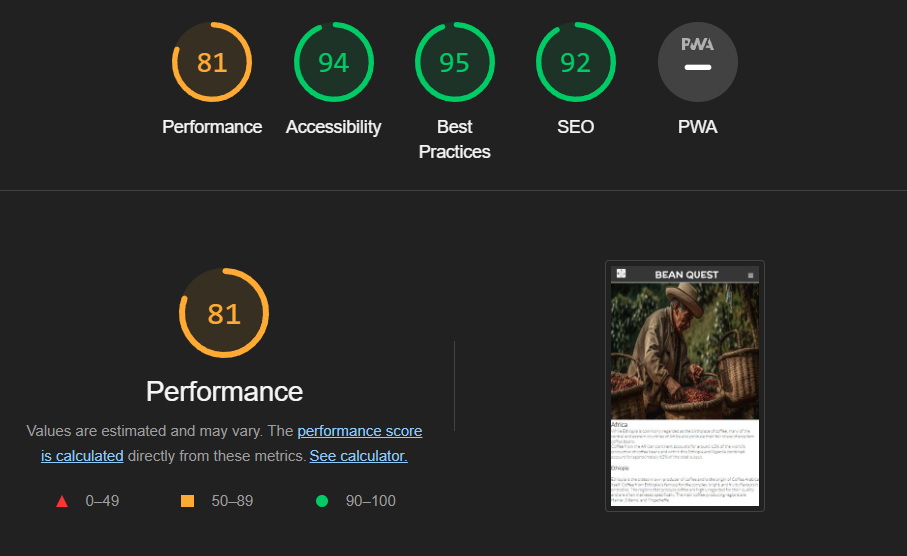 81
94
95
92
PWA
Performance
Accessibility
Best
Practices
SEO
PWA
81
Performance
Values are estimated and may vary. The performance score
is calculated directly from these metrics. See calculator.
0–49
50–89
90–100
BEAN QUEST
Africa
Ethiopia